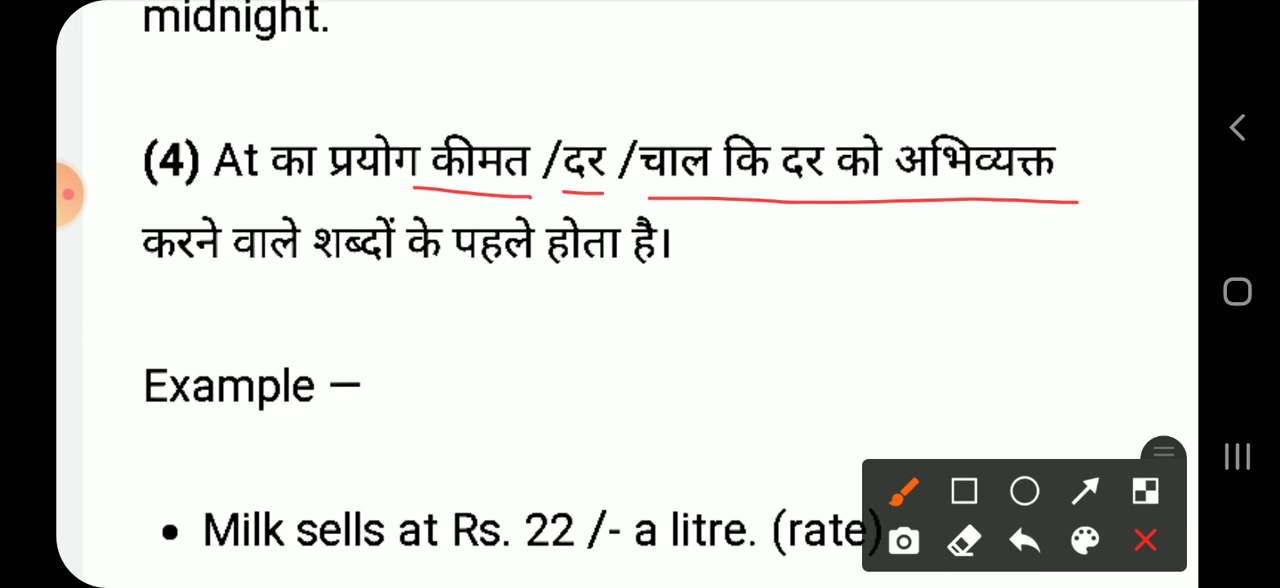 midnight.
(4) At का प्रयोग कीमत /दर /चाल कि दर को अभिव्यक्त
करने वाले शब्दों के पहले होता है।
Example —
• Milk sells at Rs. 22 /- a litre. (rate)